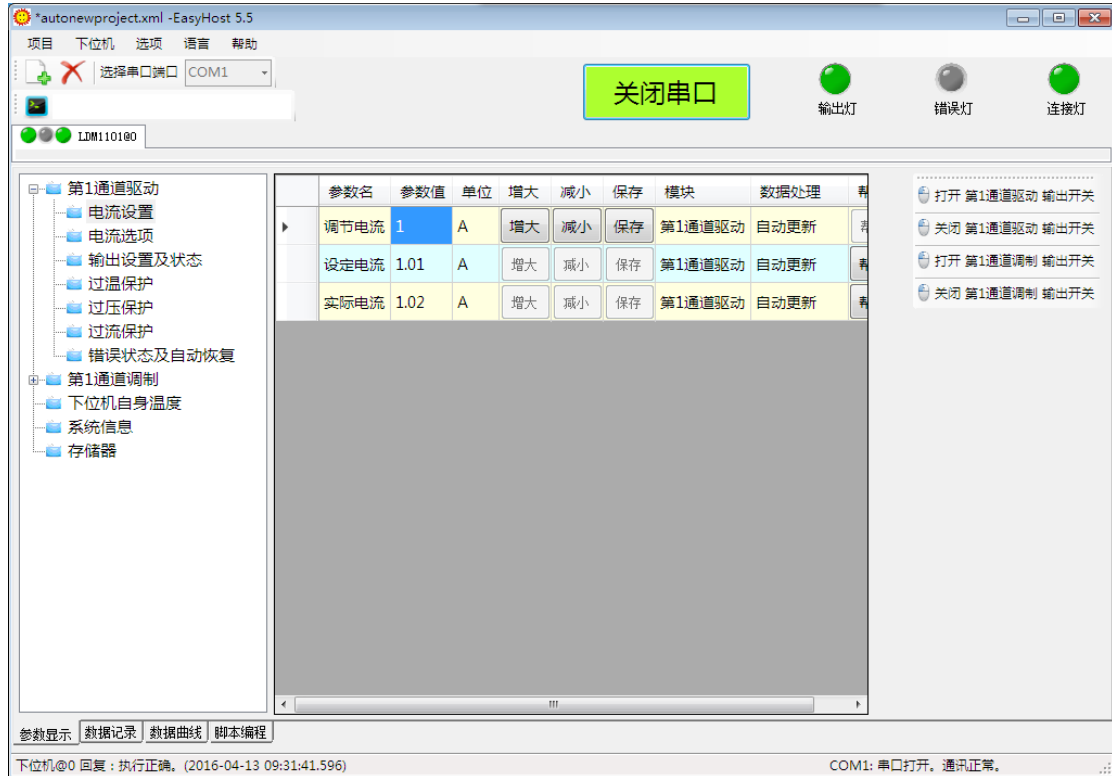 *autonewproject.xml -EasyHost 5.5
项目 下位机 选项 语言 帮助
选择串口端口 COM1
关闭串口
输出灯 错误灯 连接灯
LDM1101@0
第1通道驱动
电流设置
电流选项
输出设置及状态
过温保护
过压保护
过流保护
错误状态及自动恢复
第1通道调制
下位机自身温度
系统信息
存储器
参数名 参数值 单位 增大 减小 保存 模块 数据处理
调节电流 1 A 增大 减小 保存 第1通道驱动 自动更新
设定电流 1.01 A 增大 减小 保存 第1通道驱动 自动更新
实际电流 1.02 A 增大 减小 保存 第1通道驱动 自动更新
打开 第1通道驱动 输出开关
关闭 第1通道驱动 输出开关
打开 第1通道调制 输出开关
关闭 第1通道调制 输出开关
参数显示 数据记录 数据曲线 脚本编程
下位机@0 回复：执行正确。(2016-04-13 09:31:41.596) COM1: 串口打开。通讯正常。